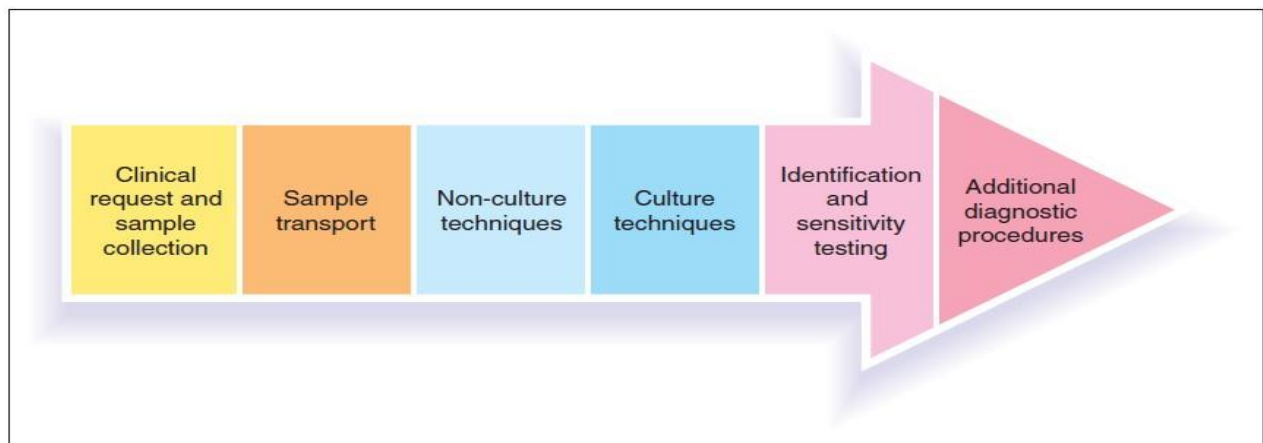 Clinical
request and
sample
collection
Sample
transport
Non-culture
techniques
Culture
techniques
Identification
and
sensitivity
testing
Additional
diagnostic
procedures